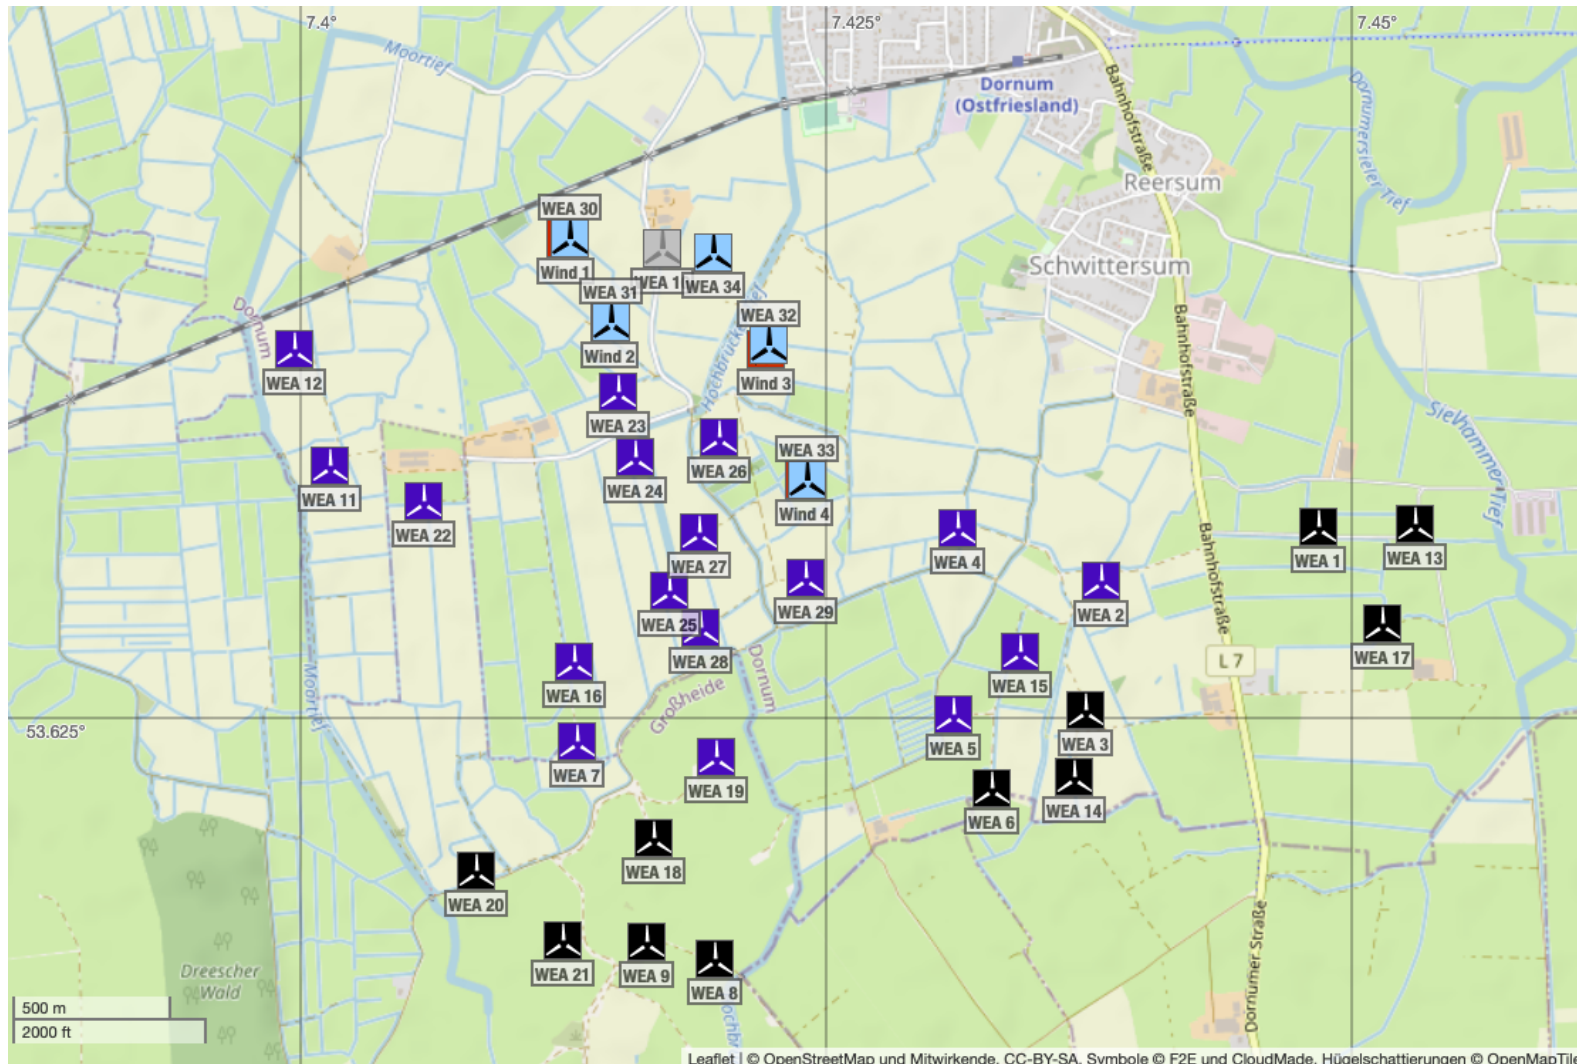 7.4°
7.425°
7.45°
Moortief
Dornum
(Ostfriesland)
Bahnhofstraße
Dornumersieler Tief
Reersum
WEA 30
Wind 1
WEA 1
WEA 34
Schwittersum
WEA 31
Wind 2
WEA 32
Wind 3
Dornum
WEA 12
Bahnhofstraße
WEA 23
WEA 26
Sielhammer Tief
WEA 11
WEA 24
WEA 33
Wind 4
WEA 22
WEA 27
WEA 4
Bahnhofstraße
WEA 1
WEA 13
WEA 25
WEA 29
WEA 2
WEA 28
WEA 17
L 7
WEA 16
Moortief
Großheide
Dornum
WEA 15
53.625°
WEA 5
WEA 3
WEA 7
WEA 19
WEA 6
WEA 14
WEA 18
WEA 20
Dornumer Straße
WEA 21
WEA 9
WEA 8
Dreescher
Wald
500 m
2000 ft
Leaflet | © OpenStreetMap und Mitwirkende, CC-BY-SA, Symbole © F2E und CloudMade, Hügelschattierungen © OpenMapTile